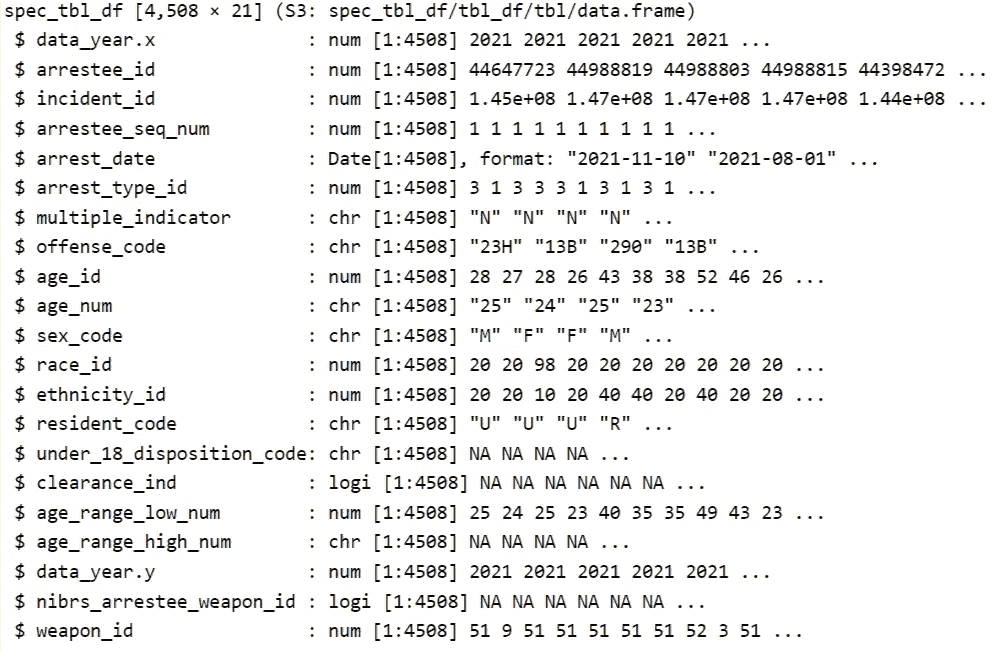 spec_tbl_df [4,508 × 21] (S3: spec_tbl_df/tbl_df/tbl/data.frame)
$ data_year.x : num [1:4508] 2021 2021 2021 2021 2021 ...
$ arrestee_id : num [1:4508] 44647723 44988819 44988803 44988815 44398472 ...
$ incident_id : num [1:4508] 1.45e+08 1.47e+08 1.47e+08 1.47e+08 1.44e+08 ...
$ arrestee_seq_num : num [1:4508] 1 1 1 1 1 1 1 1 1 1 ...
$ arrest_date : Date[1:4508], format: "2021-11-10" "2021-08-01" ...
$ arrest_type_id : num [1:4508] 3 1 3 3 3 1 3 1 3 1 ...
$ multiple_indicator : chr [1:4508] "N" "N" "N" "N" ...
$ offense_code : chr [1:4508] "23H" "13B" "290" "13B" ...
$ age_id : num [1:4508] 28 27 28 26 43 38 38 52 46 26 ...
$ age_num : chr [1:4508] "25" "24" "25" "23" ...
$ sex_code : chr [1:4508] "M" "F" "F" "M" ...
$ race_id : num [1:4508] 20 20 98 20 20 20 20 20 20 20 ...
$ ethnicity_id : num [1:4508] 20 20 10 20 40 40 20 40 20 20 ...
$ resident_code : chr [1:4508] "U" "U" "U" "R" ...
$ under_18_disposition_code: chr [1:4508] NA NA NA NA ...
$ clearance_ind : logi [1:4508] NA NA NA NA NA NA ...
$ age_range_low_num : num [1:4508] 25 24 25 23 40 35 35 49 43 23 ...
$ age_range_high_num : chr [1:4508] NA NA NA NA ...
$ data_year.y : num [1:4508] 2021 2021 2021 2021 2021 ...
$ nibrs_arrestee_weapon_id : logi [1:4508] NA NA NA NA NA NA ...
$ weapon_id : num [1:4508] 51 9 51 51 51 51 51 52 3 51 ...